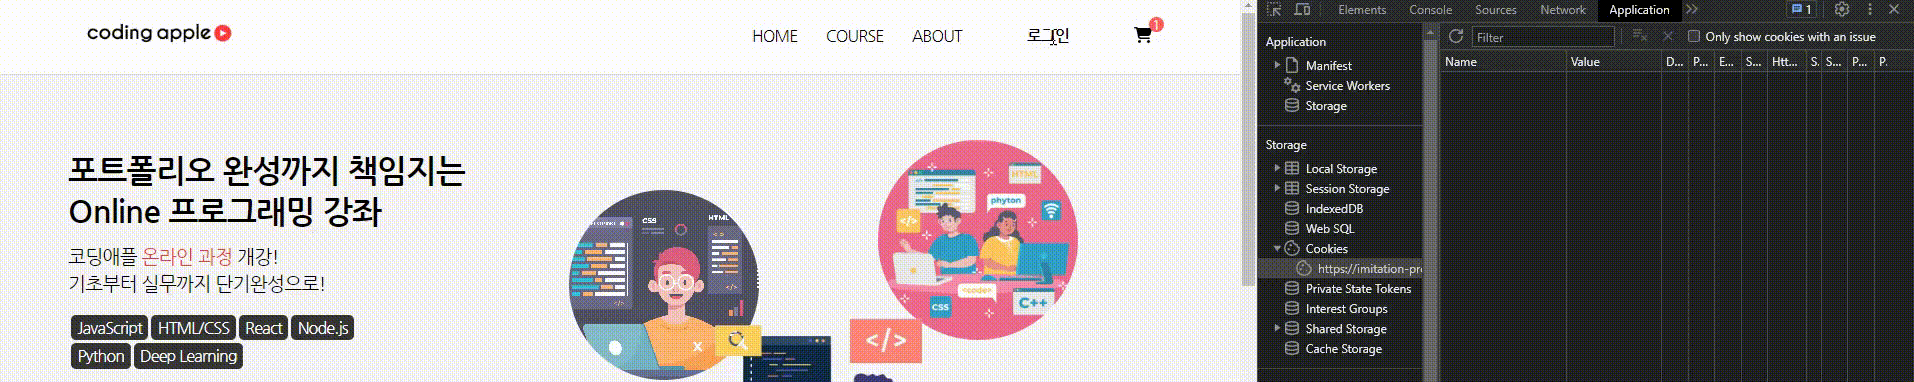 coding apple
HOME COURSE ABOUT 로그인 1
포트폴리오 완성까지 책임지는
Online 프로그래밍 강좌
코딩애플 온라인 과정 개강!
기초부터 실무까지 단기완성으로!
JavaScript HTML/CSS React Node.js
Python Deep Learning
CSS HTML
</>
</>
HTML
phyton
</>
<code>
CSS
C++
</>
Elements Console Sources Network Application 1
Filter Only show cookies with an issue
Name Value D... P... E... S... Htt... S. S... P... P.
Application
Manifest
Service Workers
Storage
Storage
Local Storage
Session Storage
IndexedDB
Web SQL
Cookies
https://imitation-pr
Private State Tokens
Interest Groups
Shared Storage
Cache Storage